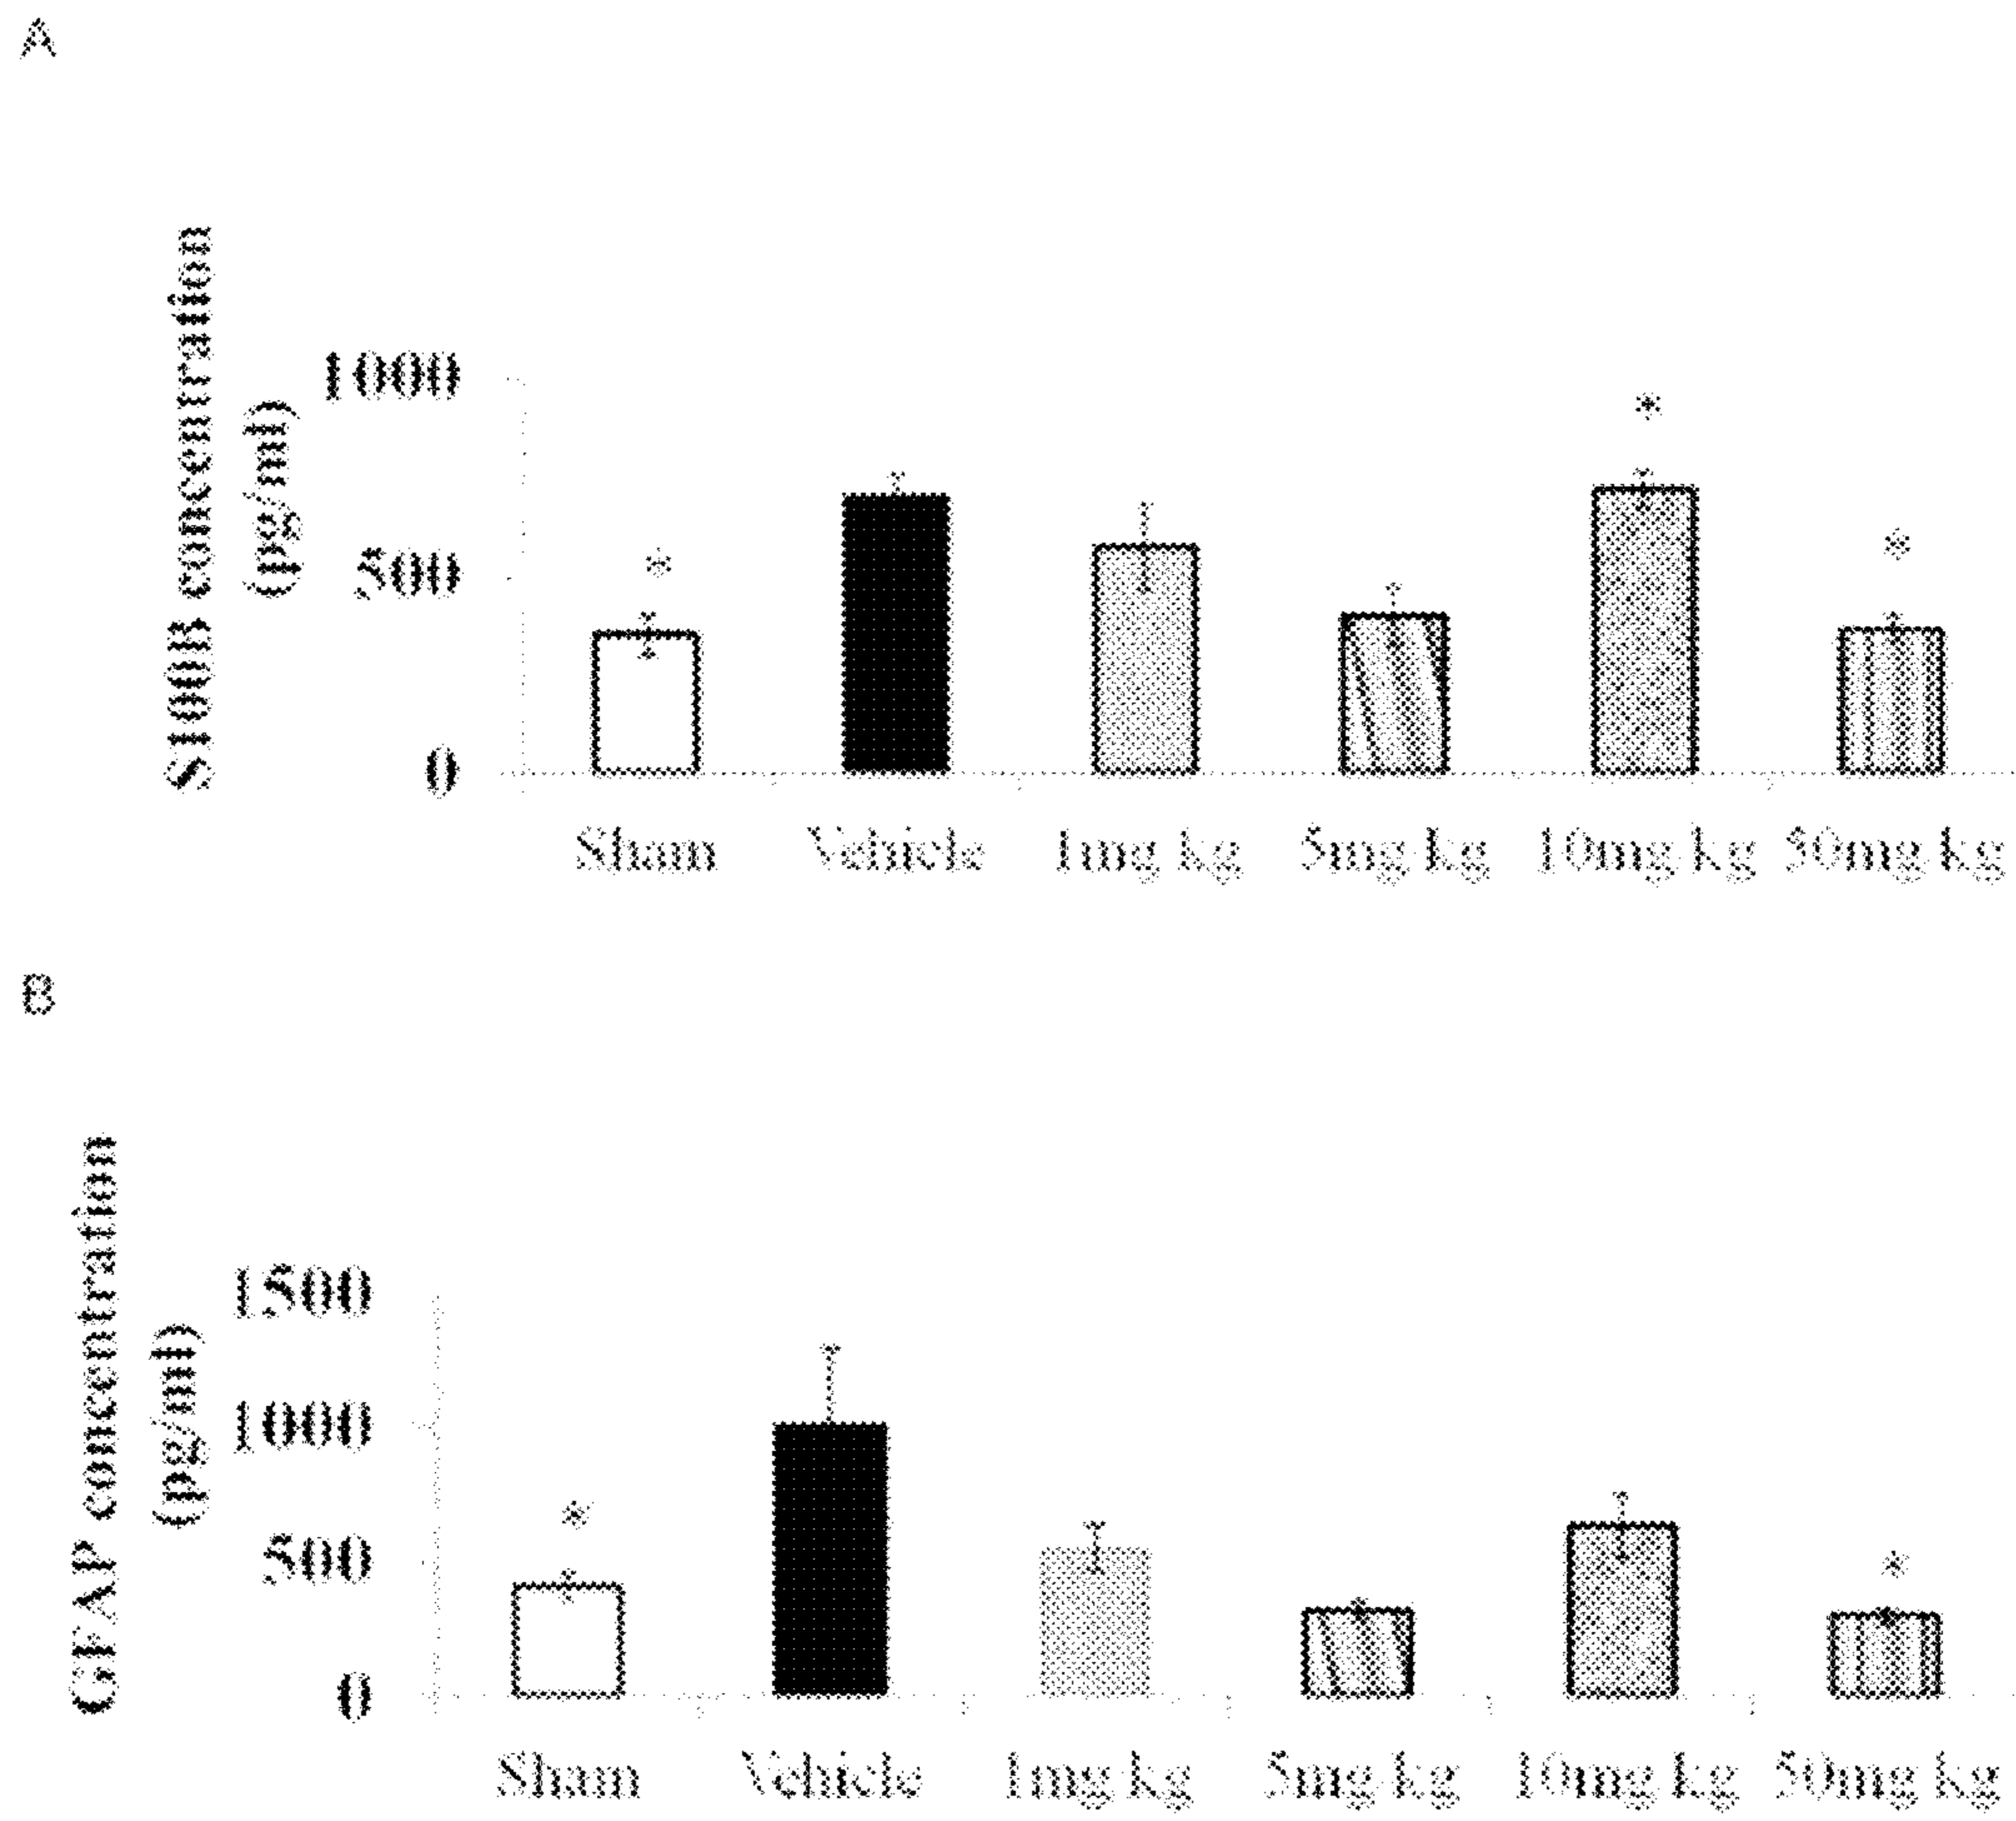 A
S100B concentration
(pg/ml)
1000
500
0
*
*
*
Sham Vehicle 1mg kg 5mg kg 10mg kg 50mg kg
B
GFAP concentration
(pg/ml)
1500
1000
500
0
*
*
Sham Vehicle 1mg kg 5mg kg 10mg kg 50mg kg